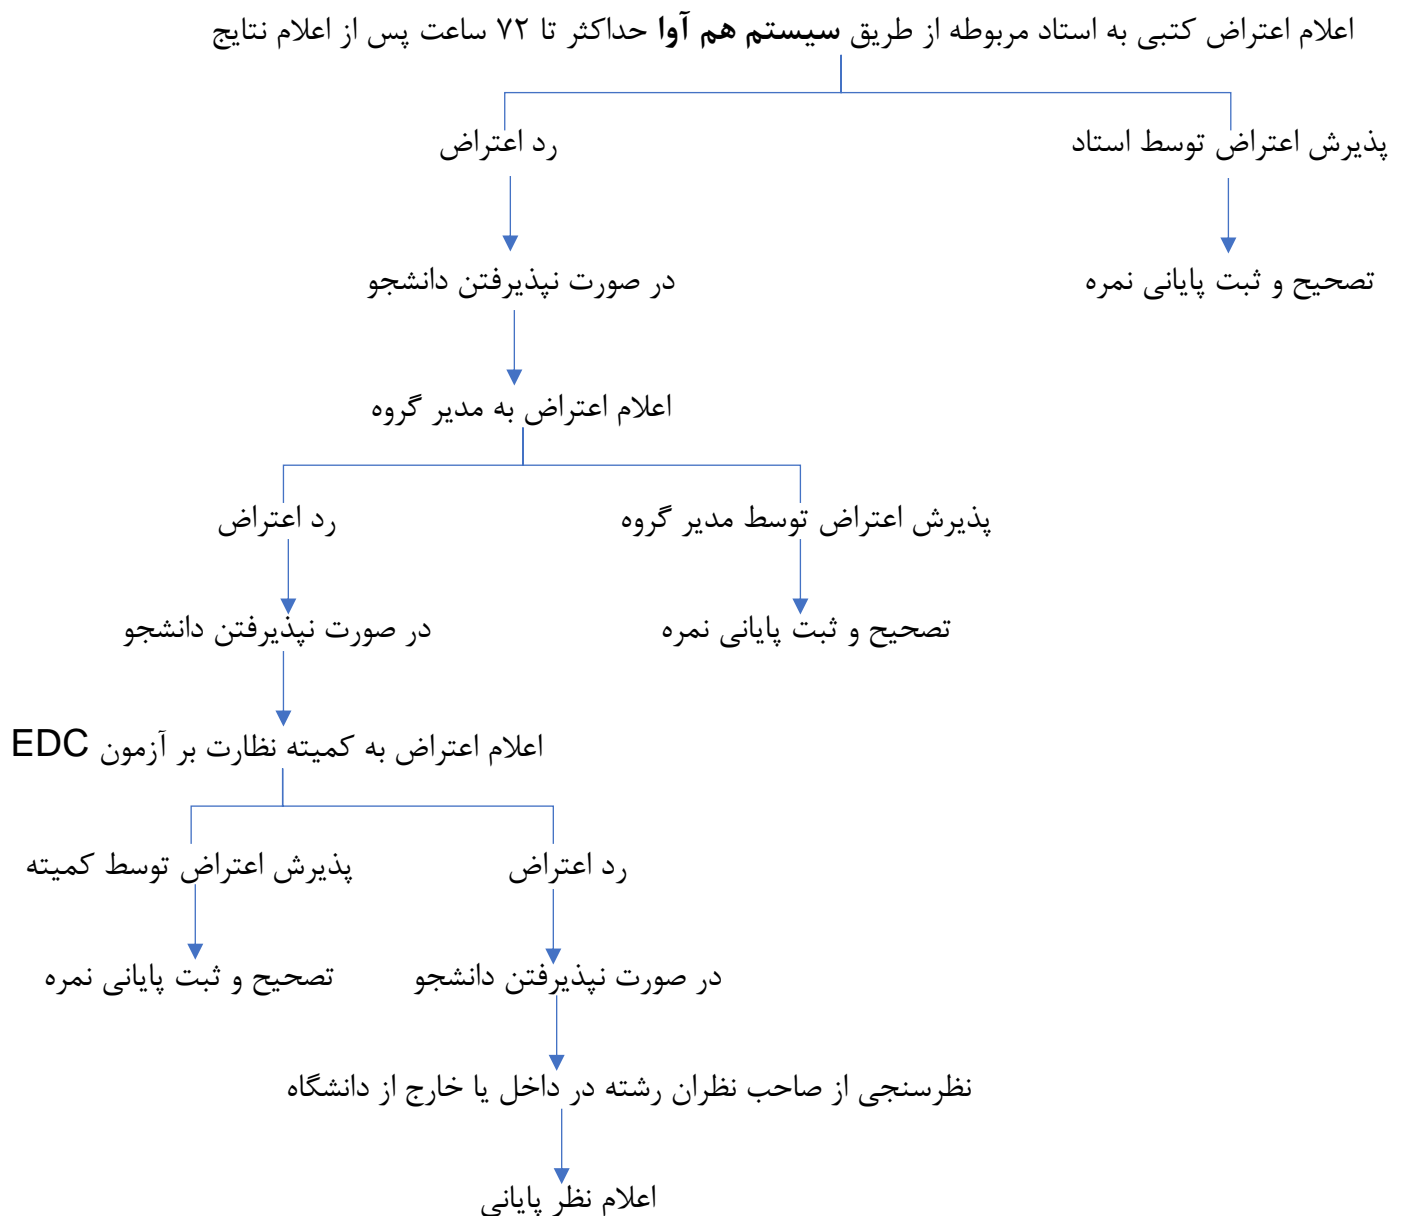 اعلام اعتراض کتبی به استاد مربوطه از طریق سیستم هم آوا حداکثر تا ۷۲ ساعت پس از اعلام نتایج
پذیرش اعتراض توسط استاد
رد اعتراض
تصحیح و ثبت پایانی نمره
در صورت نپذیرفتن دانشجو
اعلام اعتراض به مدیر گروه
پذیرش اعتراض توسط مدیر گروه
رد اعتراض
تصحیح و ثبت پایانی نمره
در صورت نپذیرفتن دانشجو
اعلام اعتراض به کمیته نظارت بر آزمون EDC
رد اعتراض
پذیرش اعتراض توسط کمیته
در صورت نپذیرفتن دانشجو
تصحیح و ثبت پایانی نمره
نظرسنجی از صاحب نظران رشته در داخل یا خارج از دانشگاه
اعلام نظر پایانی